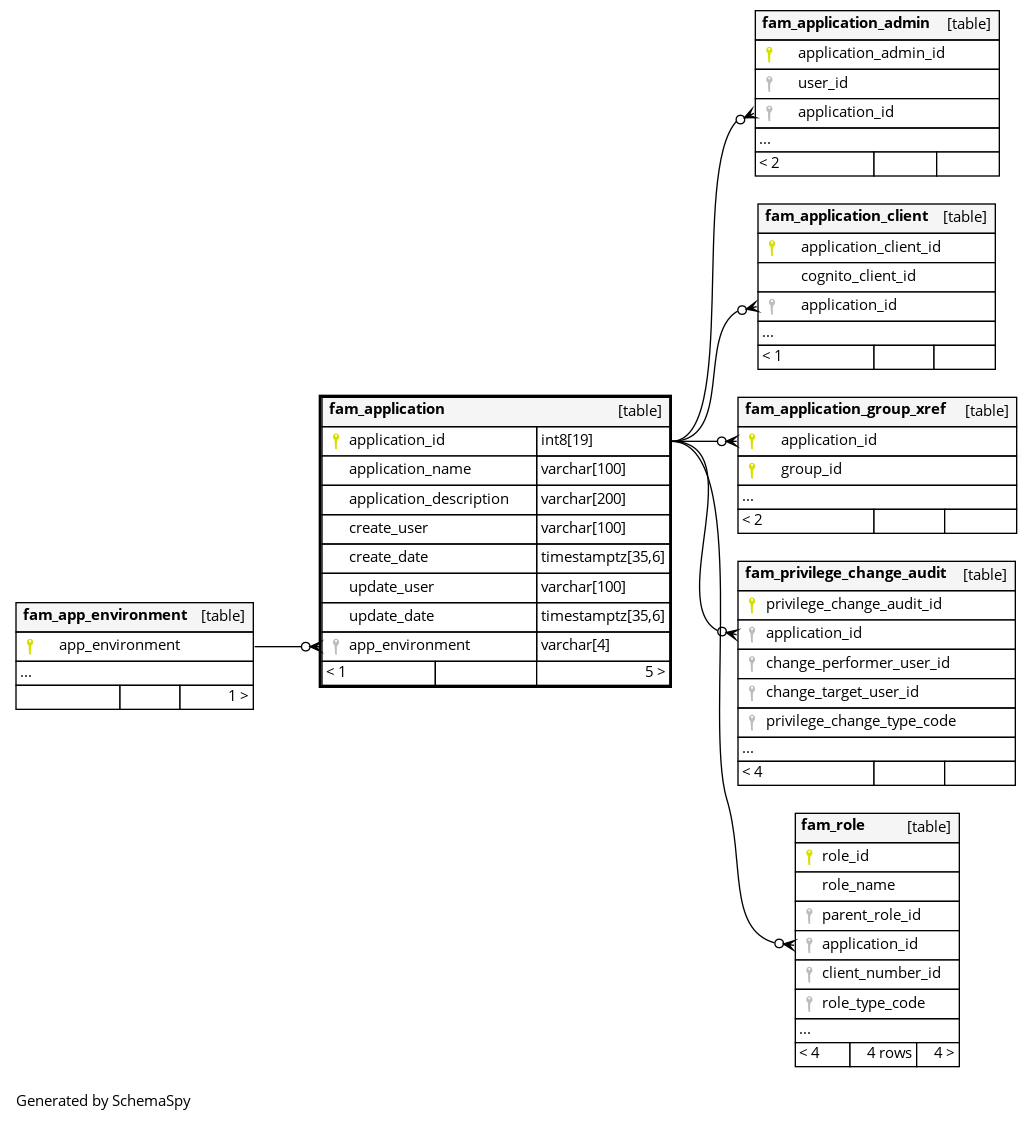 fam_application_admin [table]
application_admin_id
user_id
application_id
...
< 2
fam_application_client [table]
application_client_id
cognito_client_id
application_id
...
< 1
fam_application [table]
application_id int8[19]
application_name varchar[100]
application_description varchar[200]
create_user varchar[100]
create_date timestamptz[35,6]
update_user varchar[100]
update_date timestamptz[35,6]
app_environment varchar[4]
< 1 5 >
fam_application_group_xref [table]
application_id
group_id
...
< 2
fam_privilege_change_audit [table]
privilege_change_audit_id
application_id
change_performer_user_id
change_target_user_id
privilege_change_type_code
...
< 4
fam_app_environment [table]
app_environment
...
1 >
fam_role [table]
role_id
role_name
parent_role_id
application_id
client_number_id
role_type_code
...
< 4 4 rows 4 >
Generated by SchemaSpy